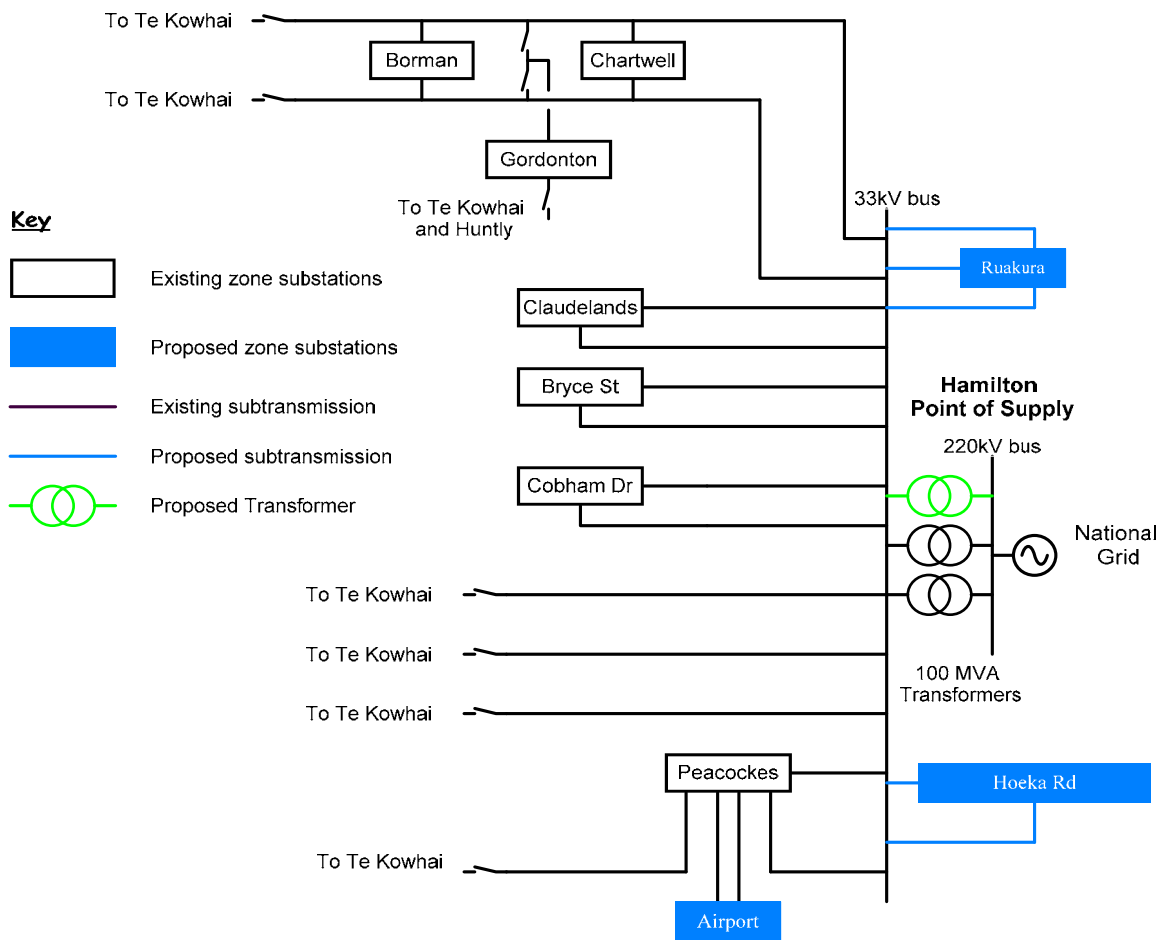 To Te Kowhai
Borman
Chartwell
To Te Kowhai
Gordonton
To Te Kowhai
and Huntly
33kV bus
Key
Ruakura
Existing zone substations
Claudelands
Proposed zone substations
Bryce St
Hamilton
Point of Supply
Existing subtransmission
220kV bus
Proposed subtransmission
Cobham Dr
Proposed Transformer
National
Grid
To Te Kowhai
To Te Kowhai
100 MVA
Transformers
To Te Kowhai
Peacockes
Hoeka Rd
To Te Kowhai
Airport